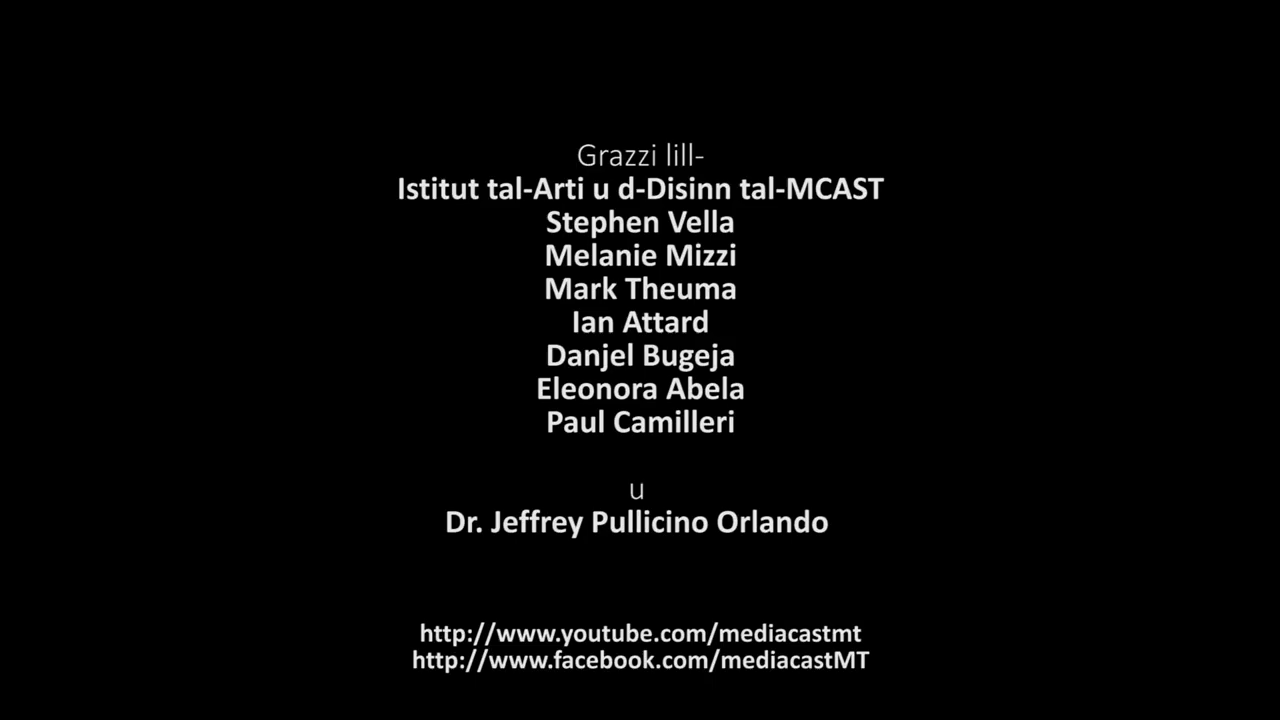 Grazzi lill-
Istitut tal-Arti u d-Disinn tal-MCAST
Stephen Vella
Melanie Mizzi
Mark Theuma
Ian Attard
Danjel Bugeja
Eleonora Abela
Paul Camilleri
u
Dr. Jeffrey Pullicino Orlando
http://www.youtube.com/mediacastmt
http://www.facebook.com/mediacastMT